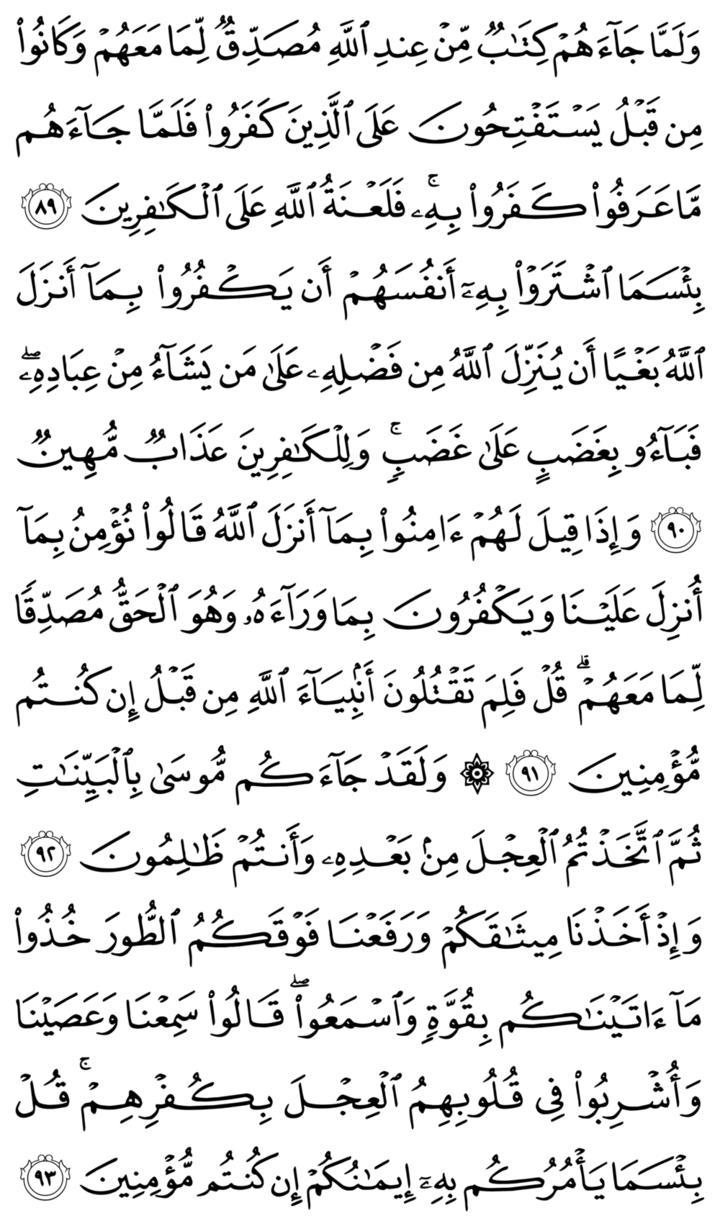 وَلَمَّا جَآءَهُمْ كِتَٰبٌ مِّنْ عِندِ ٱللَّهِ مُصَدِّقٌ لِّمَا مَعَهُمْ وَكَانُوا۟
مِن قَبْلُ يَسْتَفْتِحُونَ عَلَى ٱلَّذِينَ كَفَرُوا۟ فَلَمَّا جَآءَهُم
مَّا عَرَفُوا۟ كَفَرُوا۟ بِهِۦ ۚ فَلَعْنَةُ ٱللَّهِ عَلَى ٱلْكَٰفِرِينَ ٨٩
بِئْسَمَا ٱشْتَرَوْا۟ بِهِۦٓ أَنفُسَهُمْ أَن يَكْفُرُوا۟ بِمَآ أَنزَلَ
ٱللَّهُ بَغْيًا أَن يُنَزِّلَ ٱللَّهُ مِن فَضْلِهِۦ عَلَىٰ مَن يَشَآءُ مِنْ عِبَادِهِۦ ۖ
فَبَآءُو بِغَضَبٍ عَلَىٰ غَضَبٍ ۚ وَلِلْكَٰفِرِينَ عَذَابٌ مُّهِينٌ
٩٠ وَإِذَا قِيلَ لَهُمْ ءَامِنُوا۟ بِمَآ أَنزَلَ ٱللَّهُ قَالُوا۟ نُؤْمِنُ بِمَآ
أُنزِلَ عَلَيْنَا وَيَكْفُرُونَ بِمَا وَرَآءَهُۥ وَهُوَ ٱلْحَقُّ مُصَدِّقًا
لِّمَا مَعَهُمْ ۗ قُلْ فَلِمَ تَقْتُلُونَ أَنۢبِيَآءَ ٱللَّهِ مِن قَبْلُ إِن كُنتُم
مُّؤْمِنِينَ ٩١ ۞ وَلَقَدْ جَآءَكُم مُّوسَىٰ بِٱلْبَيِّنَٰتِ
ثُمَّ ٱتَّخَذْتُمُ ٱلْعِجْلَ مِنۢ بَعْدِهِۦ وَأَنتُمْ ظَٰلِمُونَ ٩٢
وَإِذْ أَخَذْنَا مِيثَٰقَكُمْ وَرَفَعْنَا فَوْقَكُمُ ٱلطُّورَ خُذُوا۟
مَآ ءَاتَيْنَٰكُم بِقُوَّةٍ وَٱسْمَعُوا۟ ۖ قَالُوا۟ سَمِعْنَا وَعَصَيْنَا
وَأُشْرِبُوا۟ فِى قُلُوبِهِمُ ٱلْعِجْلَ بِكُفْرِهِمْ ۚ قُلْ
بِئْسَمَا يَأْمُرُكُم بِهِۦٓ إِيمَٰنُكُمْ إِن كُنتُم مُّؤْمِنِينَ ٩٣